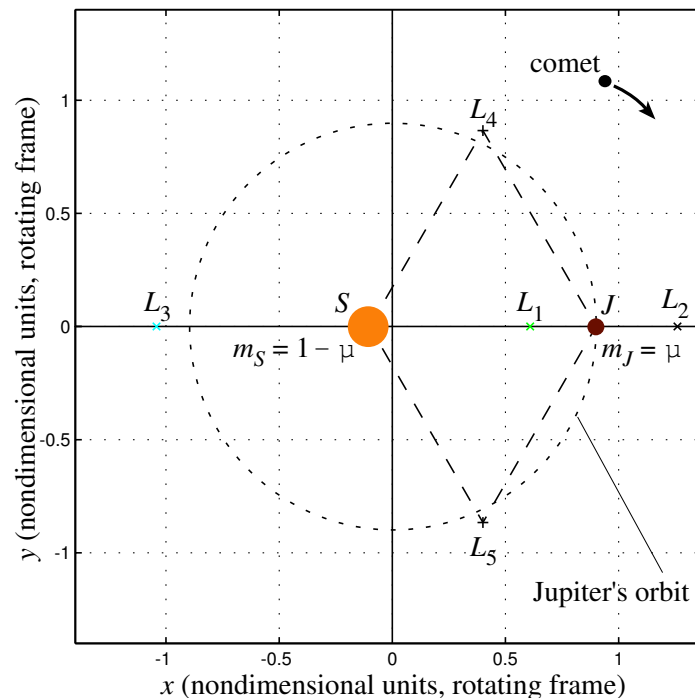 comet
1
L4
0.5
L3
S
L1
J
L2
0
mS = 1 – μ
mJ = μ
-0.5
L5
-1
Jupiter's orbit
-1
-0.5
0
0.5
1
x (nondimensional units, rotating frame)
y (nondimensional units, rotating frame)